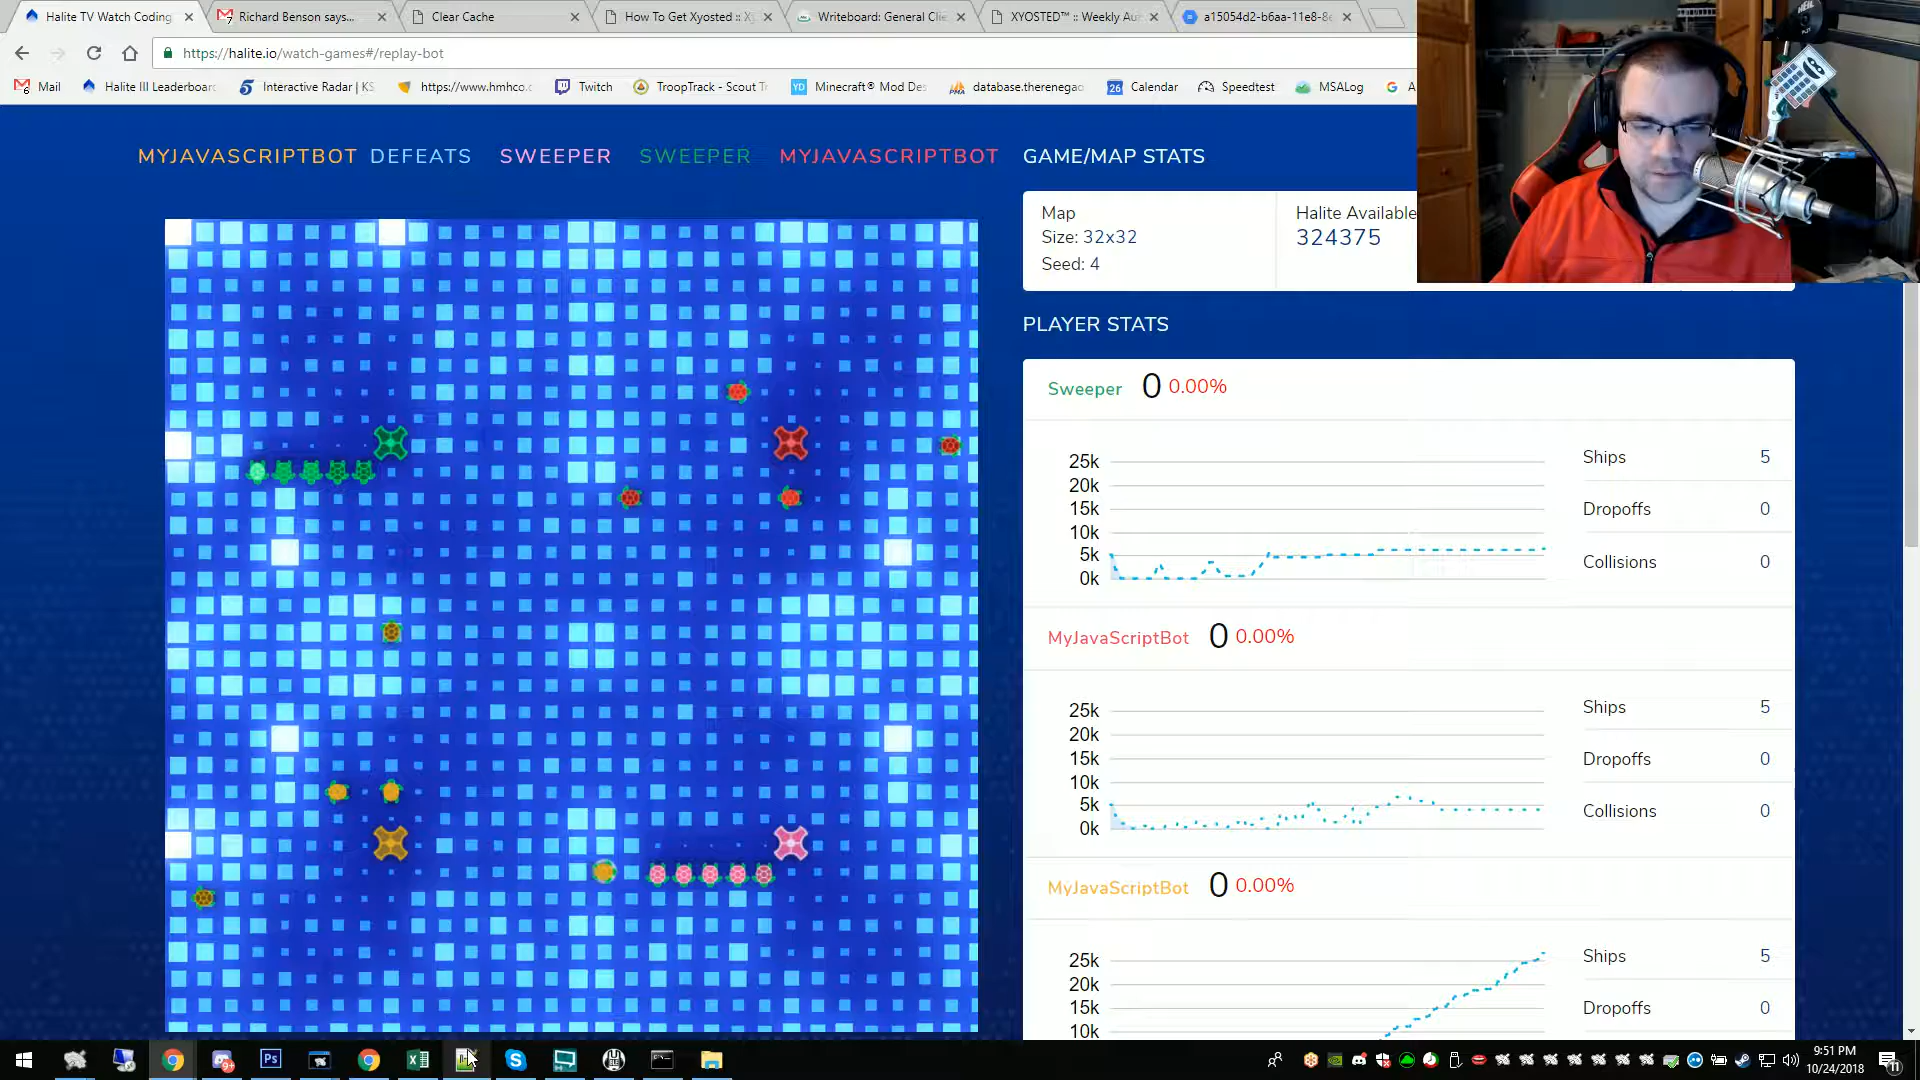 Halite TV Watch Coding
Richard Benson says...
Clear Cache
How To Get Xyosted :: X
Writeboard: General Clie
XYOSTED™ :: Weekly Au
a15054d2-b6aa-11e8-8
https://halite.io/watch-games#/replay-bot
Mail
Halite III Leaderboar
Interactive Radar | KS
https://www.hmhco.c
Twitch
TroopTrack - Scout T
Minecraft® Mod De
database.therenegad
Calendar
Speedtest
MSALog
A
MYJAVASCRIPTBOT DEFEATS SWEEPER SWEEPER MYJAVASCRIPTBOT
GAME/MAP STATS
Map
Size: 32x32
Seed: 4
Halite Available
324375
PLAYER STATS
Sweeper 0 0.00%
25k
20k
15k
10k
5k
0k
Ships 5
Dropoffs 0
Collisions 0
MyJavaScriptBot 0 0.00%
25k
20k
15k
10k
5k
0k
Ships 5
Dropoffs 0
Collisions 0
MyJavaScriptBot 0 0.00%
25k
20k
15k
10k
Ships 5
Dropoffs 0
9:51 PM
10/24/2018